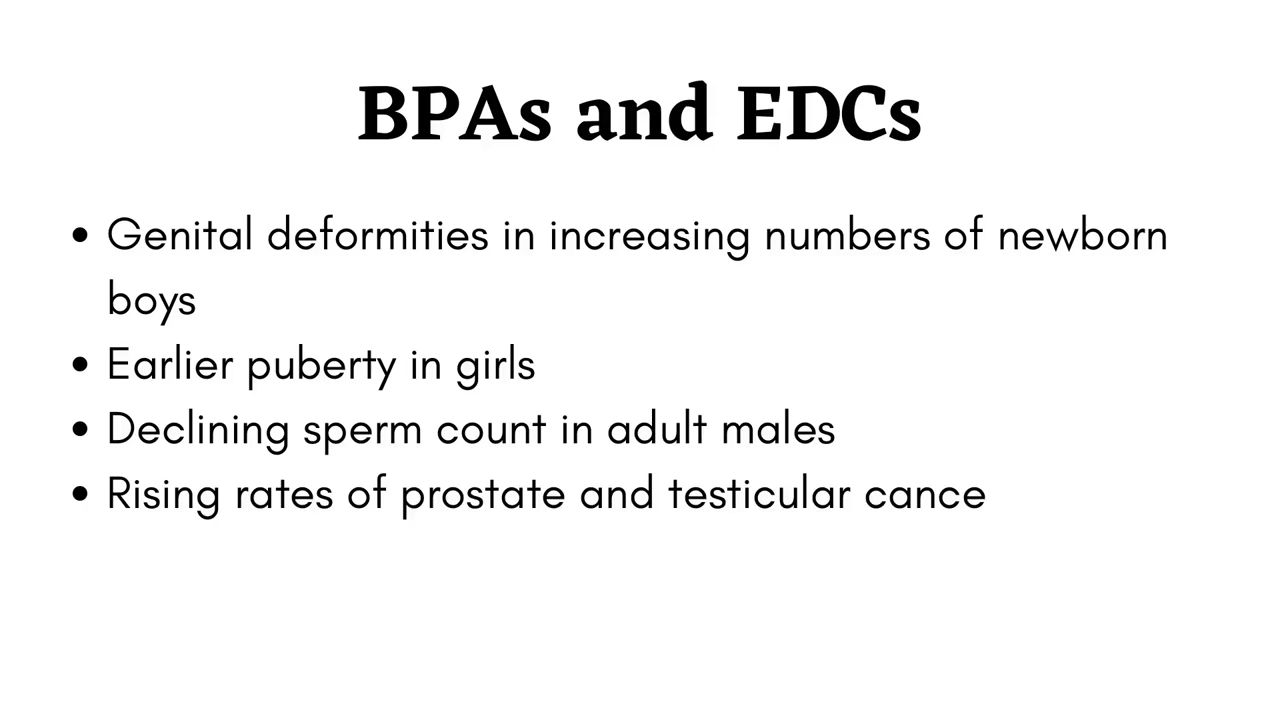 BPAs and EDCs
• Genital deformities in increasing numbers of newborn
boys
• Earlier puberty in girls
• Declining sperm count in adult males
• Rising rates of prostate and testicular cance